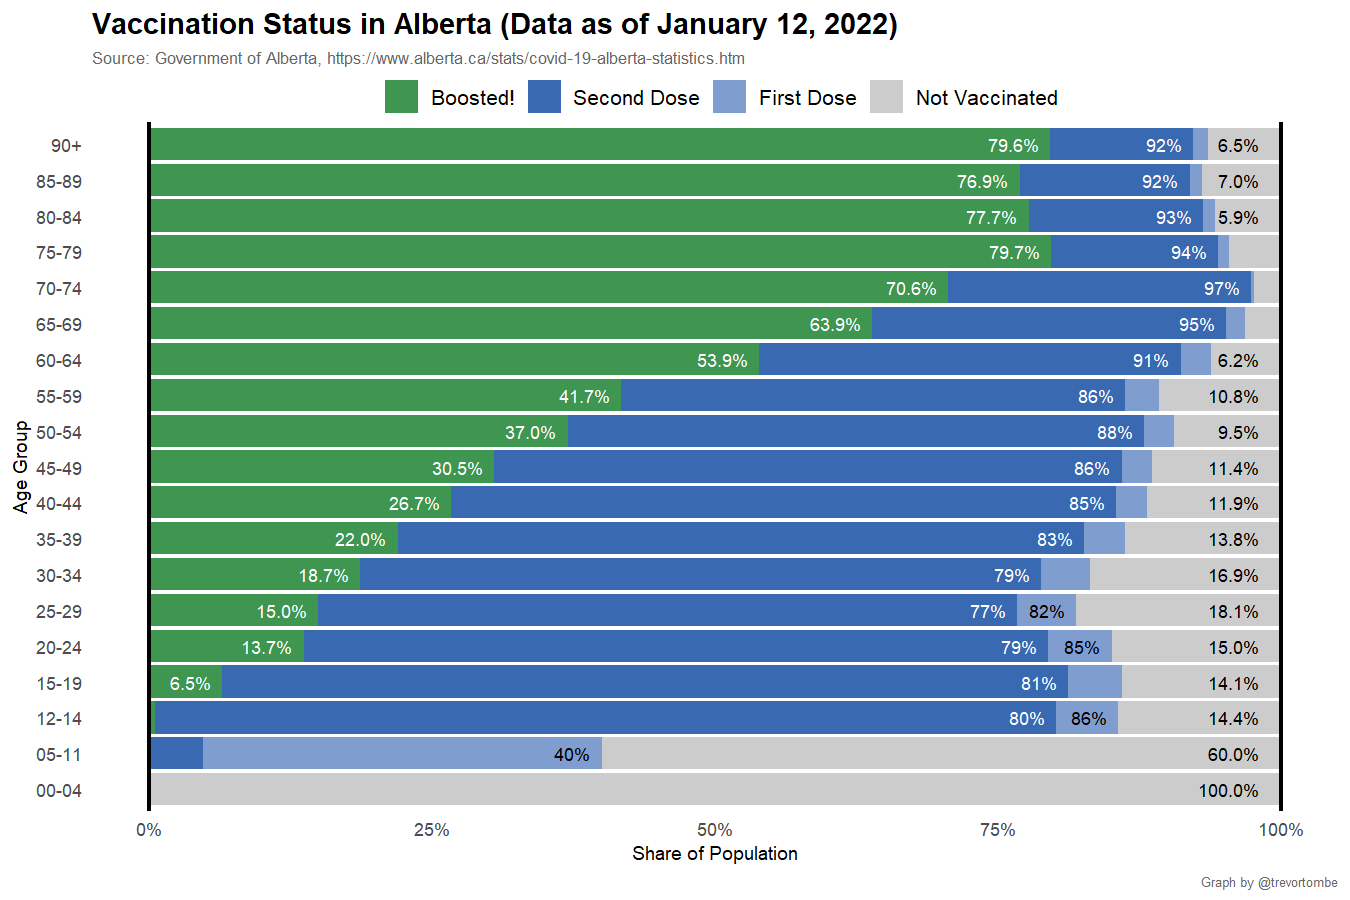 Vaccination Status in Alberta (Data as of January 12, 2022)
Source: Government of Alberta, https://www.alberta.ca/stats/covid-19-alberta-statistics.htm
Boosted! Second Dose First Dose Not Vaccinated
90+ 79.6% 92% 6.5%
85-89 76.9% 92% 7.0%
80-84 77.7% 93% 5.9%
75-79 79.7% 94%
70-74 70.6% 97%
65-69 63.9% 95%
60-64 53.9% 91% 6.2%
55-59 41.7% 86% 10.8%
50-54 37.0% 88% 9.5%
45-49 30.5% 86% 11.4%
40-44 26.7% 85% 11.9%
35-39 22.0% 83% 13.8%
30-34 18.7% 79% 16.9%
25-29 15.0% 77% 82% 18.1%
20-24 13.7% 79% 85% 15.0%
15-19 6.5% 81% 14.1%
12-14 80% 86% 14.4%
05-11 40% 60.0%
00-04 100.0%
Age Group
0% 25% 50% 75% 100%
Share of Population
Graph by @trevortombe